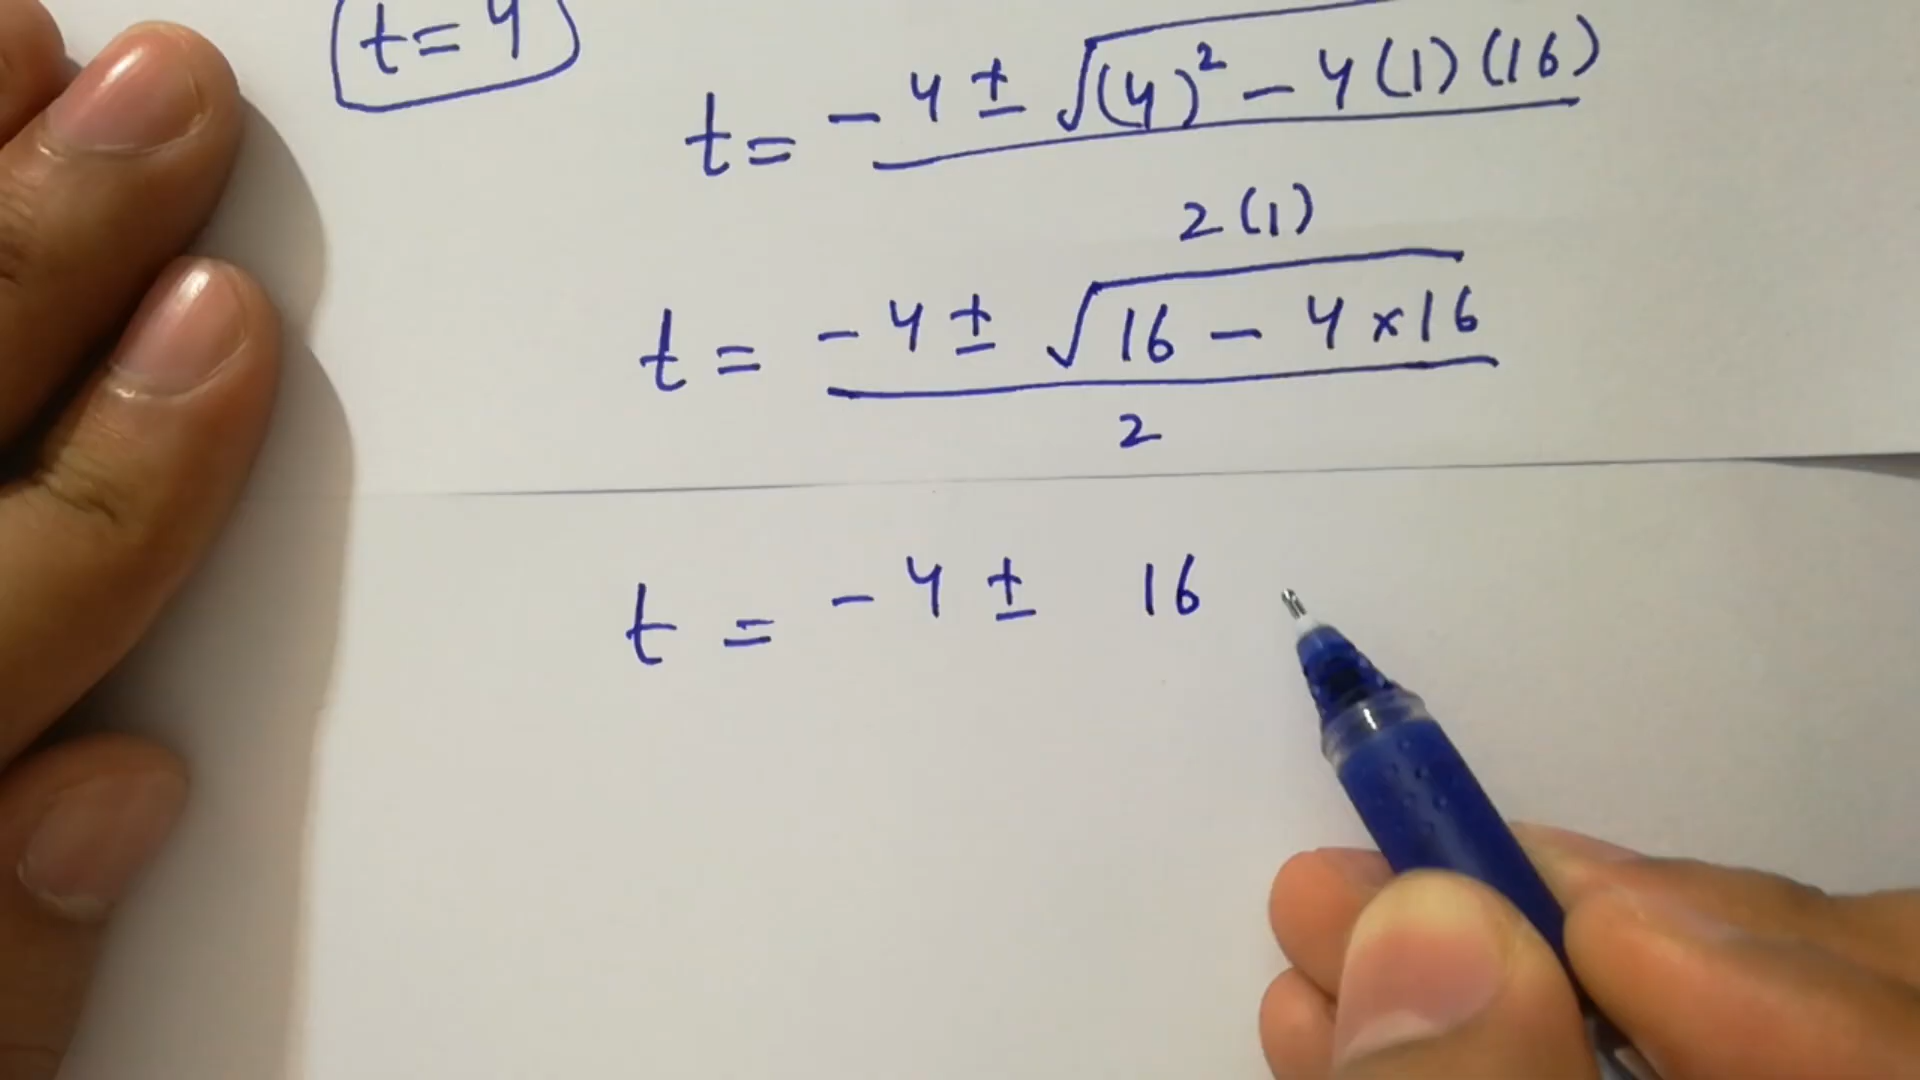 t = 4
t = -4 ± √(4)² - 4(1)(16)
2(1)
t = -4 ± √16 - 4×16
2
t = -4 ± 16